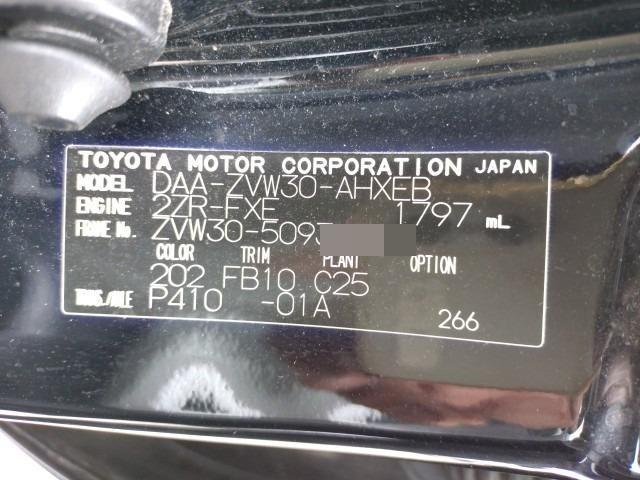 TOYOTA MOTOR CORPORATION JAPAN
MODEL DAA-ZVW30-AHXEB
ENGINE 2ZR-FXE 1797 mL
FRAME No. ZVW30-5093
COLOR TRIM PLANT OPTION
202 FB10 C25
TRANS./AXLE P410 -01A
266